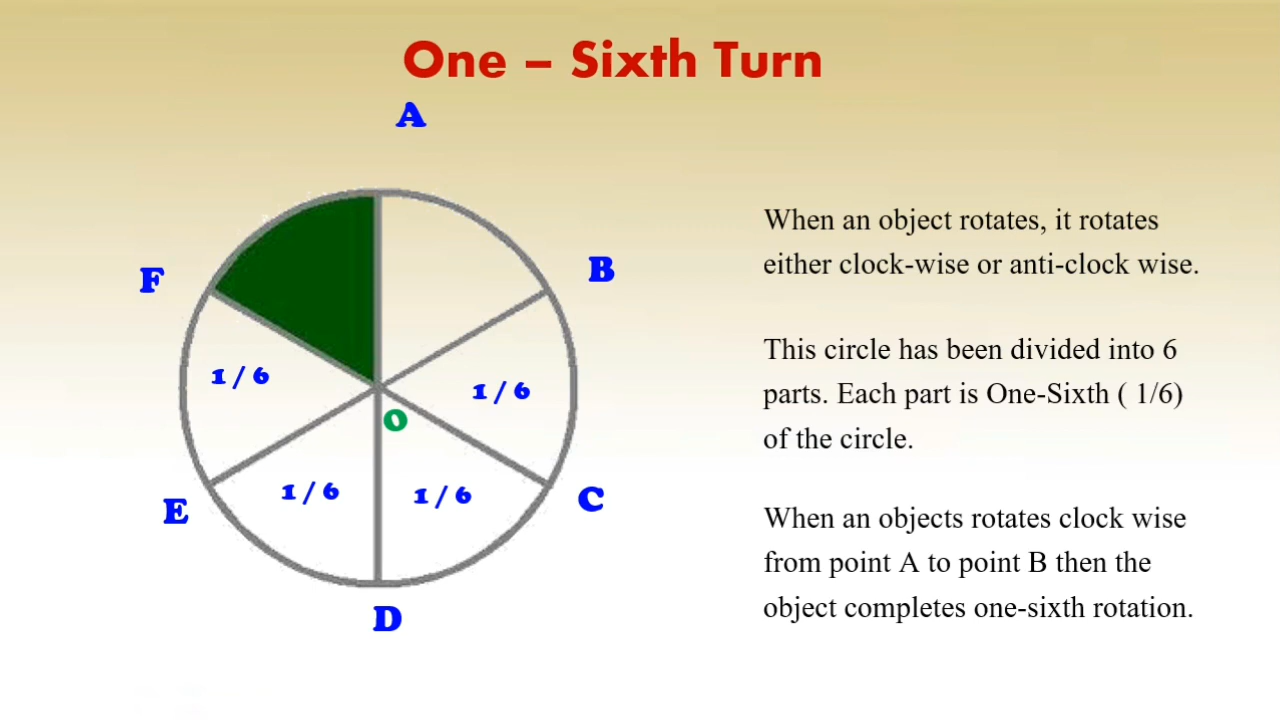 One – Sixth Turn
A
F
B
1 / 6
1 / 6
O
1 / 6
1 / 6
E
C
D
When an object rotates, it rotates
either clock-wise or anti-clock wise.
This circle has been divided into 6
parts. Each part is One-Sixth ( 1/6)
of the circle.
When an objects rotates clock wise
from point A to point B then the
object completes one-sixth rotation.